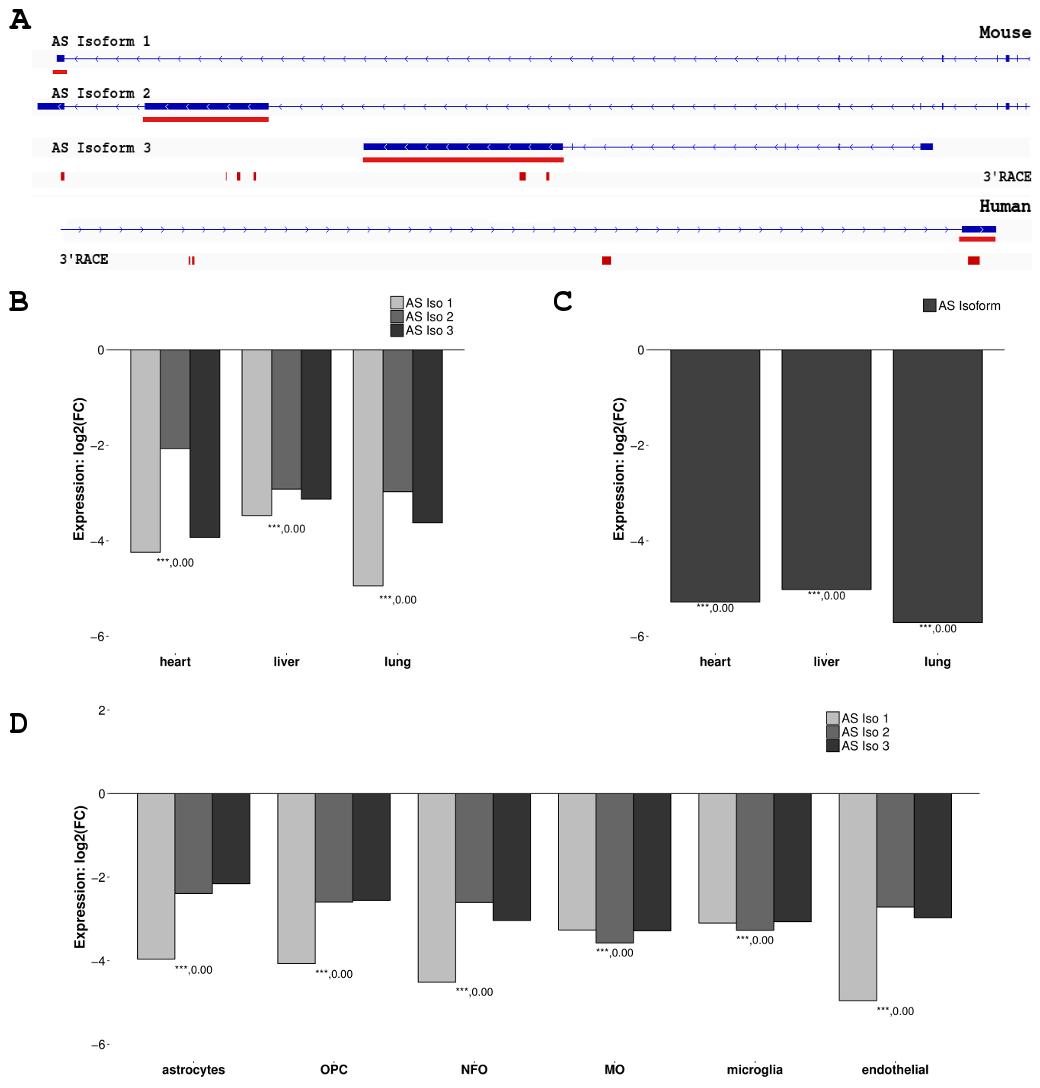 A
Mouse
AS Isoform 1
AS Isoform 2
AS Isoform 3
3'RACE
Human
3'RACE
B
AS Iso 1
AS Iso 2
AS Iso 3
Expression: log2(FC)
0
−2
−4
−6
***,0.00
***,0.00
***,0.00
heart
liver
lung
C
AS Isoform
Expression: log2(FC)
0
−2
−4
−6
***,0.00
***,0.00
***,0.00
heart
liver
lung
D
AS Iso 1
AS Iso 2
AS Iso 3
Expression: log2(FC)
2
0
−2
−4
−6
***,0.00
***,0.00
***,0.00
***,0.00
***,0.00
***,0.00
astrocytes
OPC
NFO
MO
microglia
endothelial